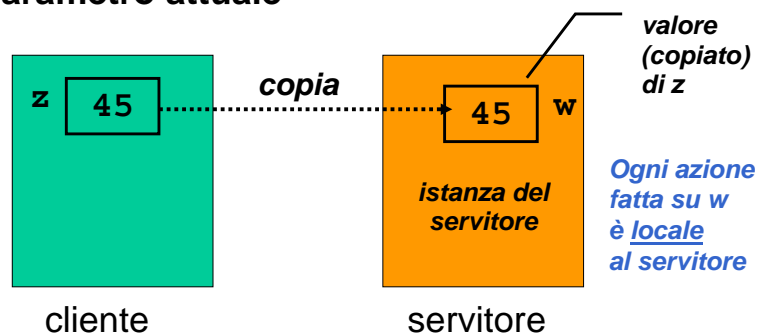 parametro attuale
valore
(copiato)
di z
z 45
copia
45 w
istanza del
servitore
Ogni azione
fatta su w
è locale
al servitore
cliente
servitore